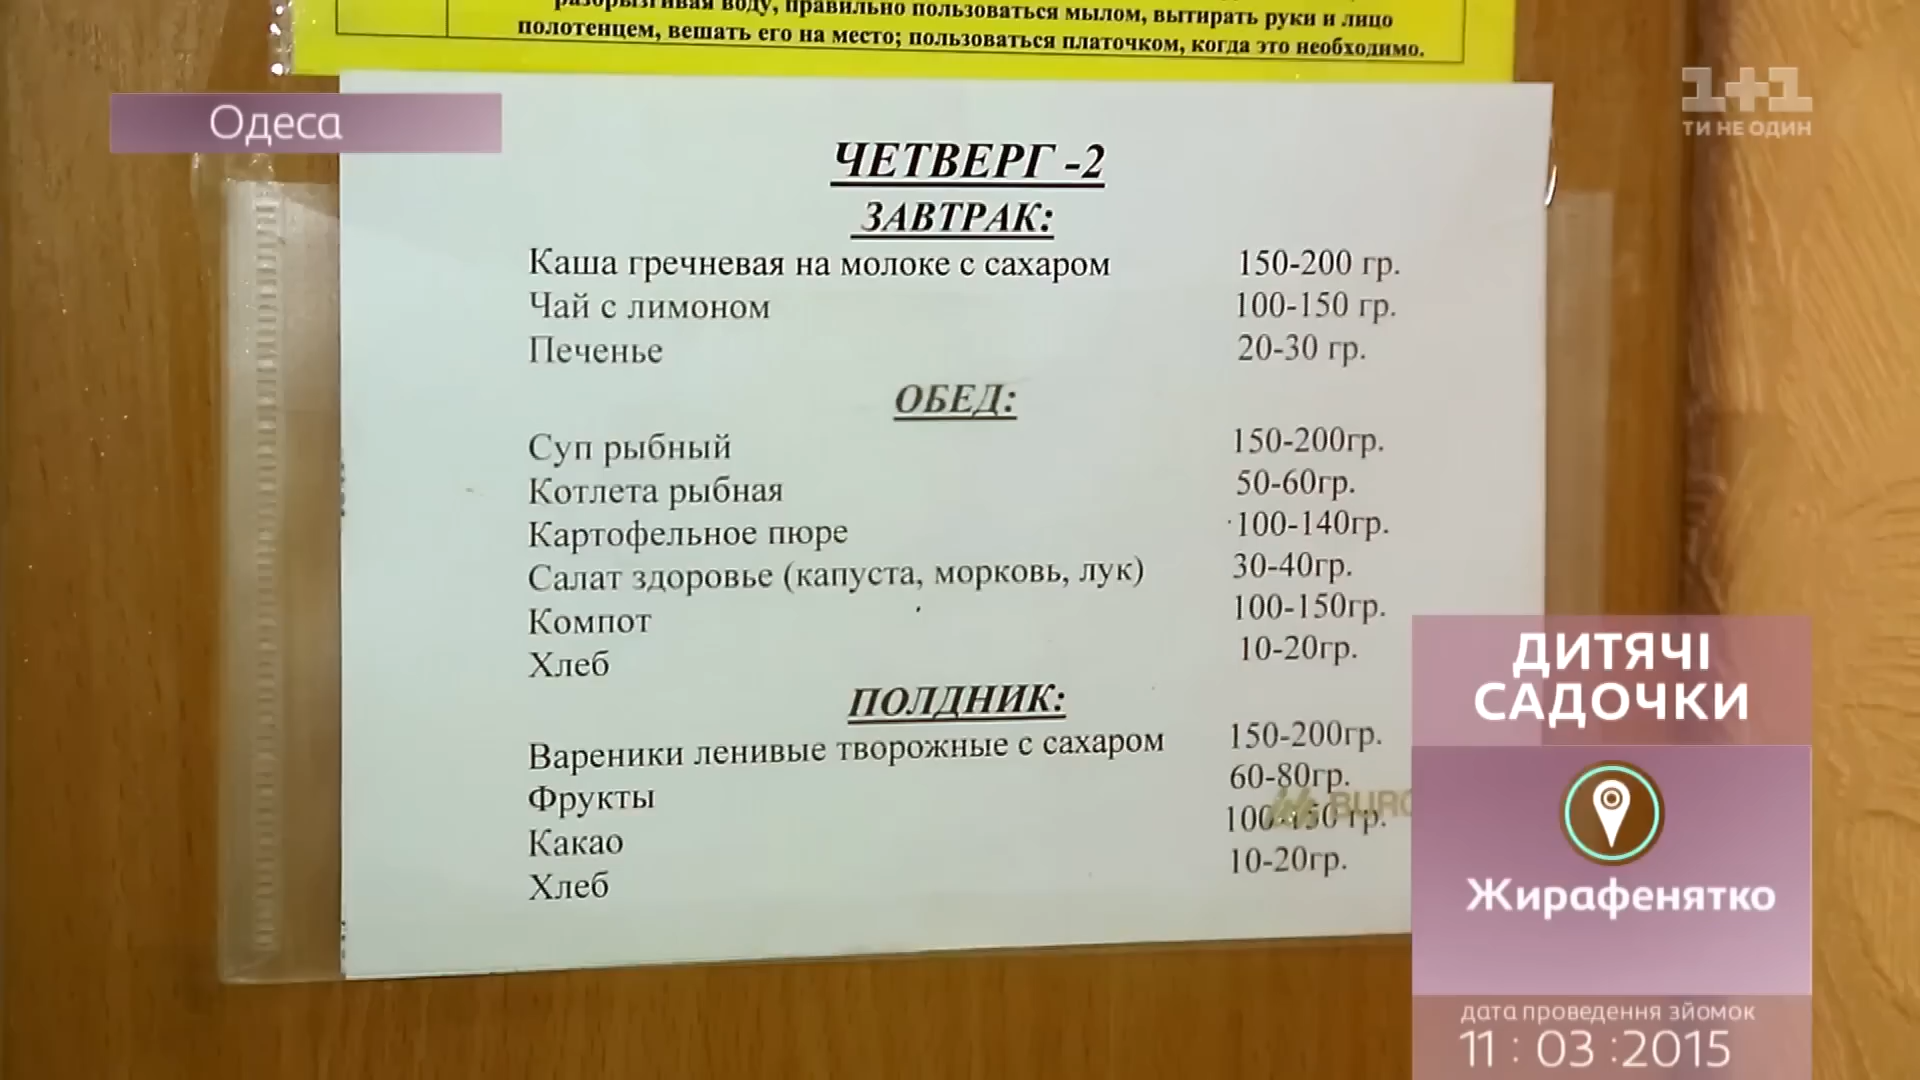 разбрызгивая воду, правильно пользоваться мылом, вытирать руки и лицо
полотенцем, вешать его на место; пользоваться платочком, когда это необходимо.
Одеса
1+1
ТИ НЕ ОДИН
ЧЕТВЕРГ -2
ЗАВТРАК:
Каша гречневая на молоке с сахаром 150-200 гр.
Чай с лимоном 100-150 гр.
Печенье 20-30 гр.
ОБЕД:
Суп рыбный 150-200гр.
Котлета рыбная 50-60гр.
Картофельное пюре 100-140гр.
Салат здоровье (капуста, морковь, лук) 30-40гр.
Компот 100-150гр.
Хлеб 10-20гр.
ПОЛДНИК:
Вареники ленивые творожные с сахаром 150-200гр.
Фрукты 60-80гр.
Какао 100-150 гр.
Хлеб 10-20гр.
ДИТЯЧІ
САДОЧКИ
Жирафенятко
дата проведення зйомок
11 : 03 :2015